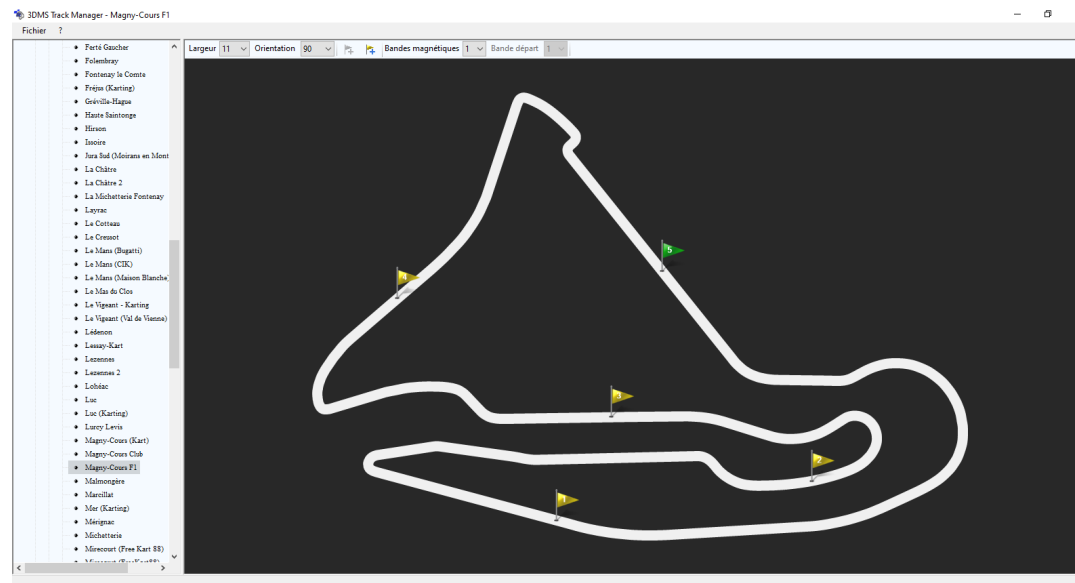 3DMS Track Manager - Magny-Cours F1
Fichier ?
Largeur 11 Orientation 90 Bandes magnétiques 1 Bande départ 1
Ferté Gaucher
Folembray
Fontenay le Comte
Fréjus (Karting)
Gréville-Hague
Haute Saintonge
Hirson
Issoire
Jura Sud (Moirans en Mont
La Châtre
La Châtre 2
La Michetterie Fontenay
Layrac
Le Cotteau
Le Creusot
Le Mans (Bugatti)
Le Mans (CIK)
Le Mans (Maison Blanche)
Le Mas du Clos
Le Vigeant - Karting
Le Vigeant (Val de Vienne)
Lédenon
Lessay-Kart
Lezennes
Lezennes 2
Lohéac
Luc
Luc (Karting)
Lurcy Levis
Magny-Cours (Kart)
Magny-Cours Club
Magny-Cours F1
Malmongère
Marcillat
Mer (Karting)
Mérignac
Michetterie
Mirecourt (Free Kart 88)
5
4
3
2
1